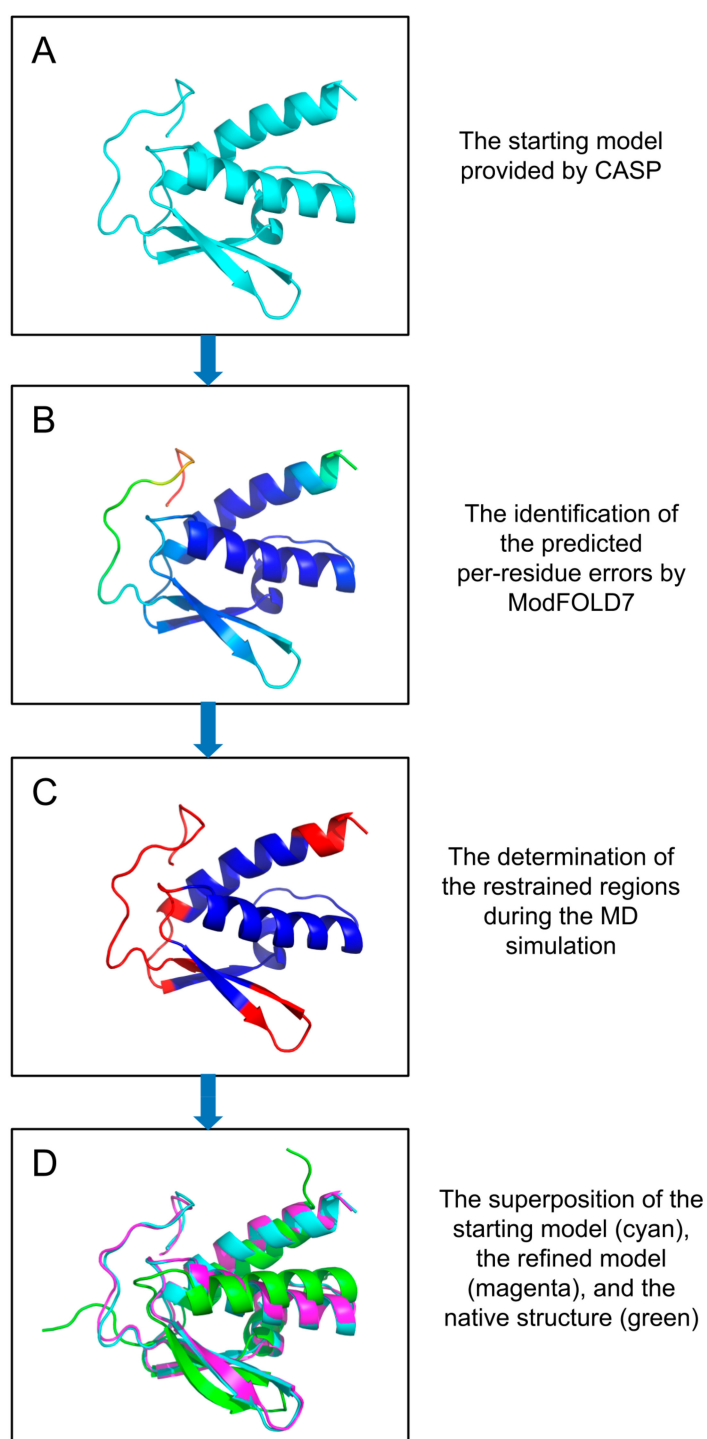 A
The starting model
provided by CASP
B
The identification of
the predicted
per-residue errors by
ModFOLD7
C
The determination of
the restrained regions
during the MD
simulation
D
The superposition of the
starting model (cyan),
the refined model
(magenta), and the
native structure (green)